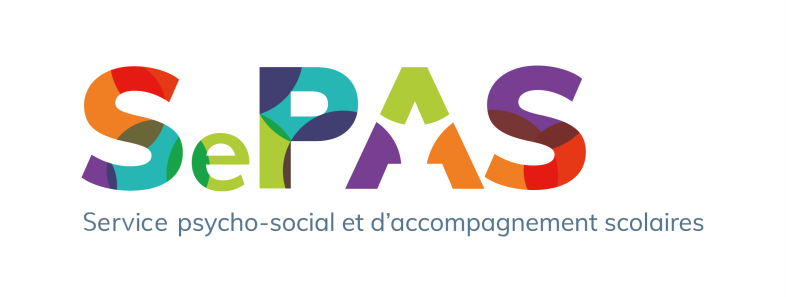 SePAS
Service psycho-social et d'accompagnement scolaires